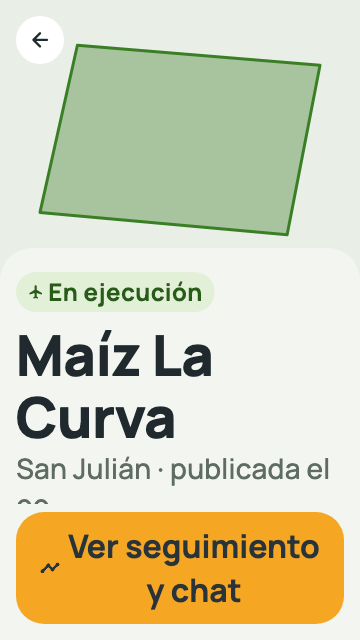 En ejecución
Maíz La
Curva
San Julián · publicada el
Ver seguimiento
y chat